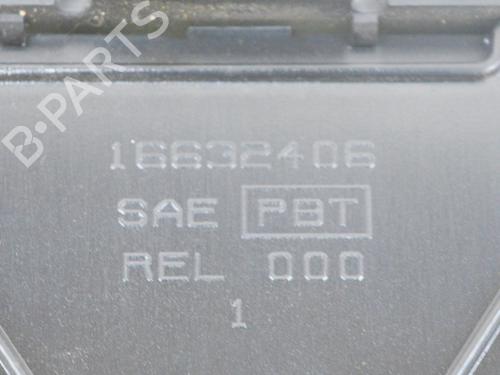 B·PARTS
16632406
SAE PBT
REL 000
1